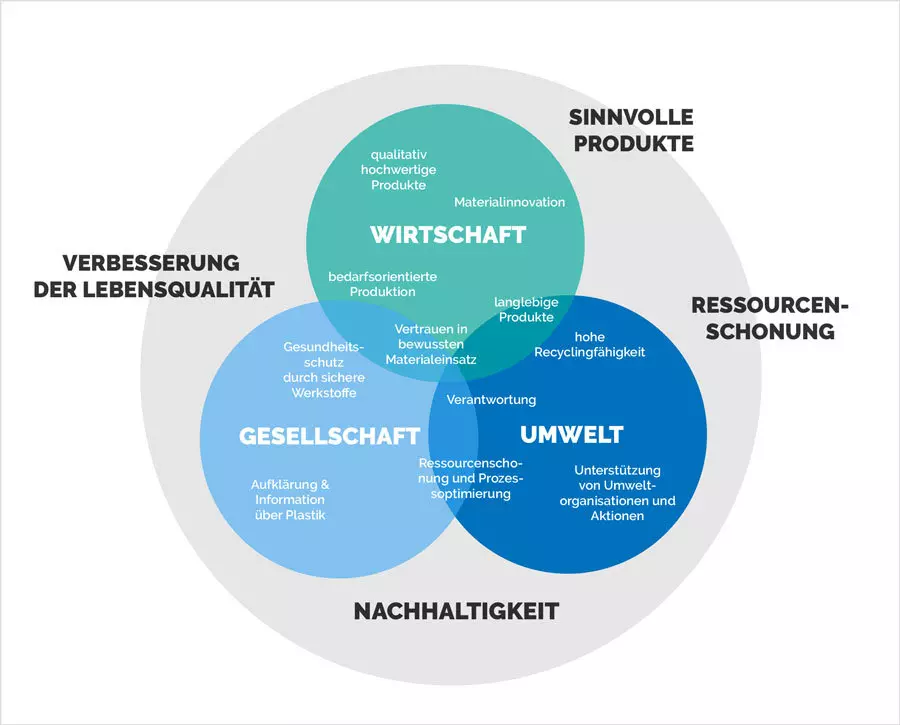 SINNVOLLE
PRODUKTE
qualitativ
hochwertige
Produkte
Materialinnovation
WIRTSCHAFT
VERBESSERUNG
DER LEBENSQUALITÄT
bedarfsorientierte
Produktion
langlebige
Produkte
RESSOURCEN-
SCHONUNG
Vertrauen in
bewussten
Materialeinsatz
Gesundheits-
schutz
durch sichere
Werkstoffe
hohe
Recyclingfähigkeit
Verantwortung
GESELLSCHAFT
UMWELT
Ressourcenscho-
nung und Prozes-
soptimierung
Aufklärung &
Information
über Plastik
Unterstützung
von Umwelt-
organisationen und
Aktionen
NACHHALTIGKEIT